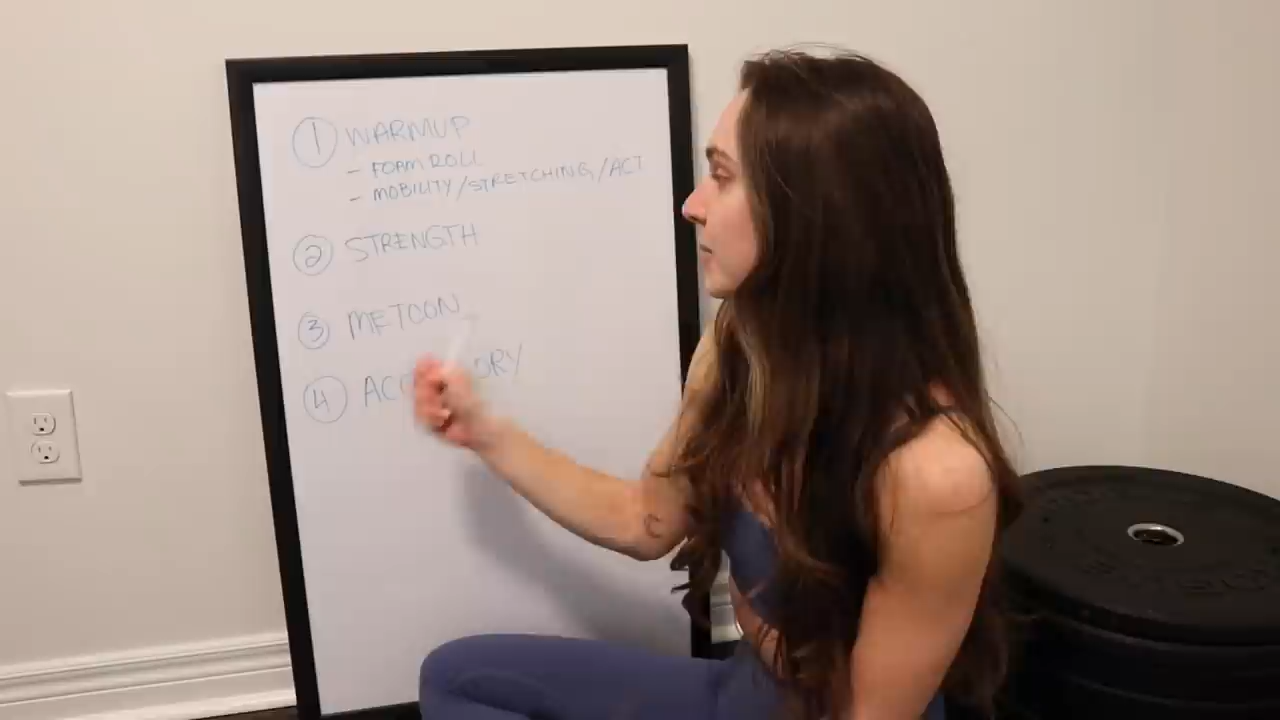 1 WARMUP
- FOAM ROLL
- MOBILITY/STRETCHING/ACT
2 STRENGTH
3 METCON
4